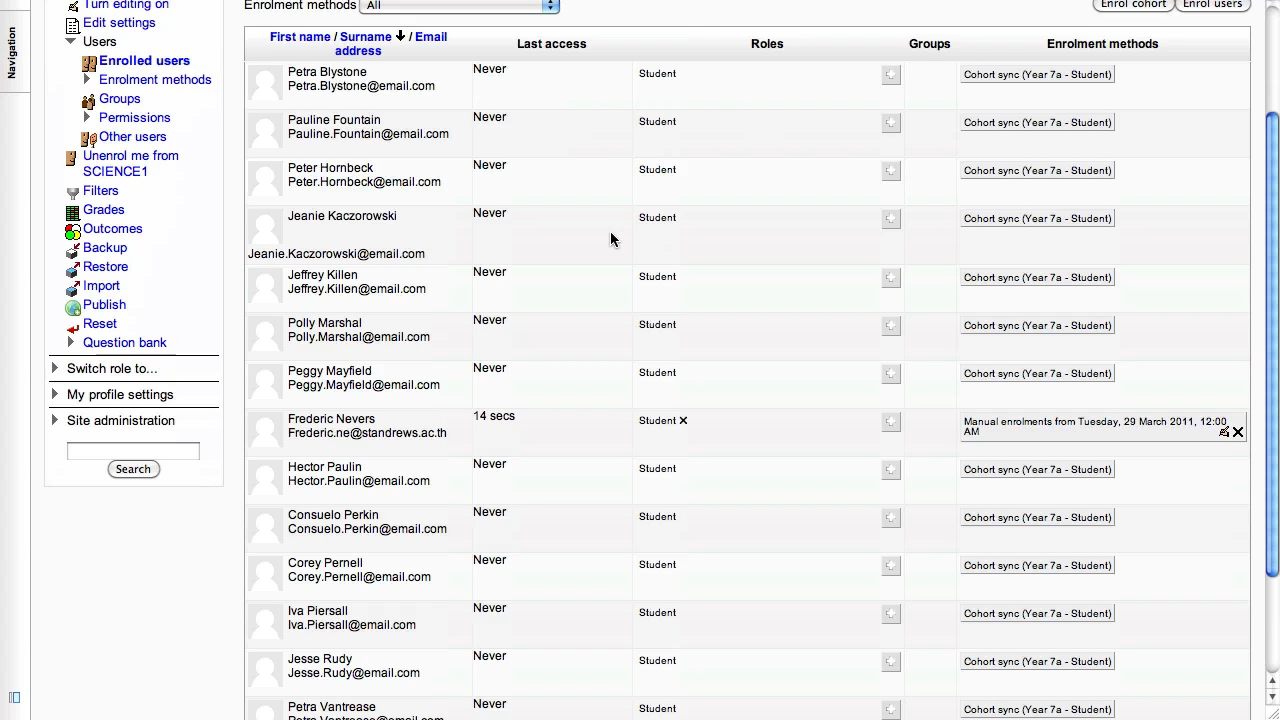 Turn editing on
Edit settings
Users
Enrolled users
Enrolment methods
Groups
Permissions
Other users
Unenrol me from
SCIENCE1
Filters
Grades
Outcomes
Backup
Restore
Import
Publish
Reset
Question bank
Switch role to...
My profile settings
Site administration
Search
Navigation
Enrolment methods All Enrol cohort Enrol users
First name / Surname / Email address Last access Roles Groups Enrolment methods
Petra Blystone Never Student Cohort sync (Year 7a - Student)
Petra.Blystone@email.com
Pauline Fountain Never Student Cohort sync (Year 7a - Student)
Pauline.Fountain@email.com
Peter Hornbeck Never Student Cohort sync (Year 7a - Student)
Peter.Hornbeck@email.com
Jeanie Kaczorowski Never Student Cohort sync (Year 7a - Student)
Jeanie.Kaczorowski@email.com
Jeffrey Killen Never Student Cohort sync (Year 7a - Student)
Jeffrey.Killen@email.com
Polly Marshal Never Student Cohort sync (Year 7a - Student)
Polly.Marshal@email.com
Peggy Mayfield Never Student Cohort sync (Year 7a - Student)
Peggy.Mayfield@email.com
Frederic Nevers 14 secs Student Manual enrolments from Tuesday, 29 March 2011, 12:00
Frederic.ne@standrews.ac.th AM
Hector Paulin Never Student Cohort sync (Year 7a - Student)
Hector.Paulin@email.com
Consuelo Perkin Never Student Cohort sync (Year 7a - Student)
Consuelo.Perkin@email.com
Corey Pernell Never Student Cohort sync (Year 7a - Student)
Corey.Pernell@email.com
Iva Piersall Never Student Cohort sync (Year 7a - Student)
Iva.Piersall@email.com
Jesse Rudy Never Student Cohort sync (Year 7a - Student)
Jesse.Rudy@email.com
Petra Vantrease Never Student Cohort sync (Year 7a - Student)
Petra.Vantrease@email.com